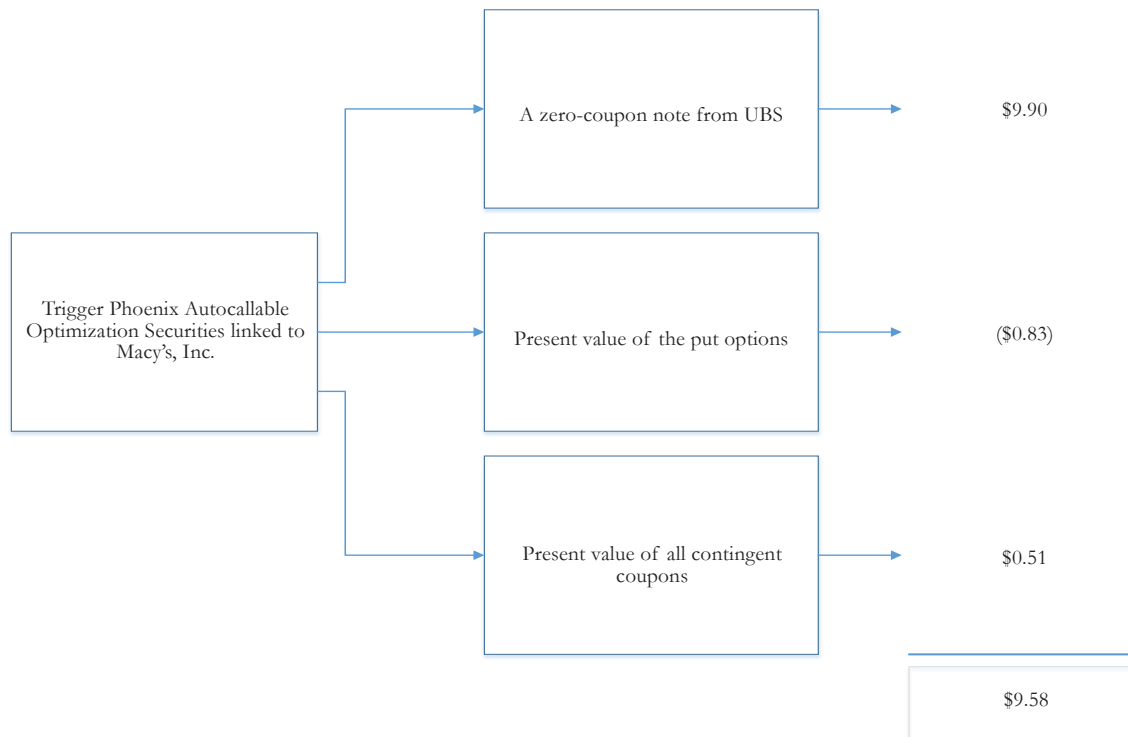 A zero-coupon note from UBS
$9.90
Trigger Phoenix Autocallable
Optimization Securities linked to
Macy’s, Inc.
Present value of the put options
($0.83)
Present value of all contingent
coupons
$0.51
$9.58